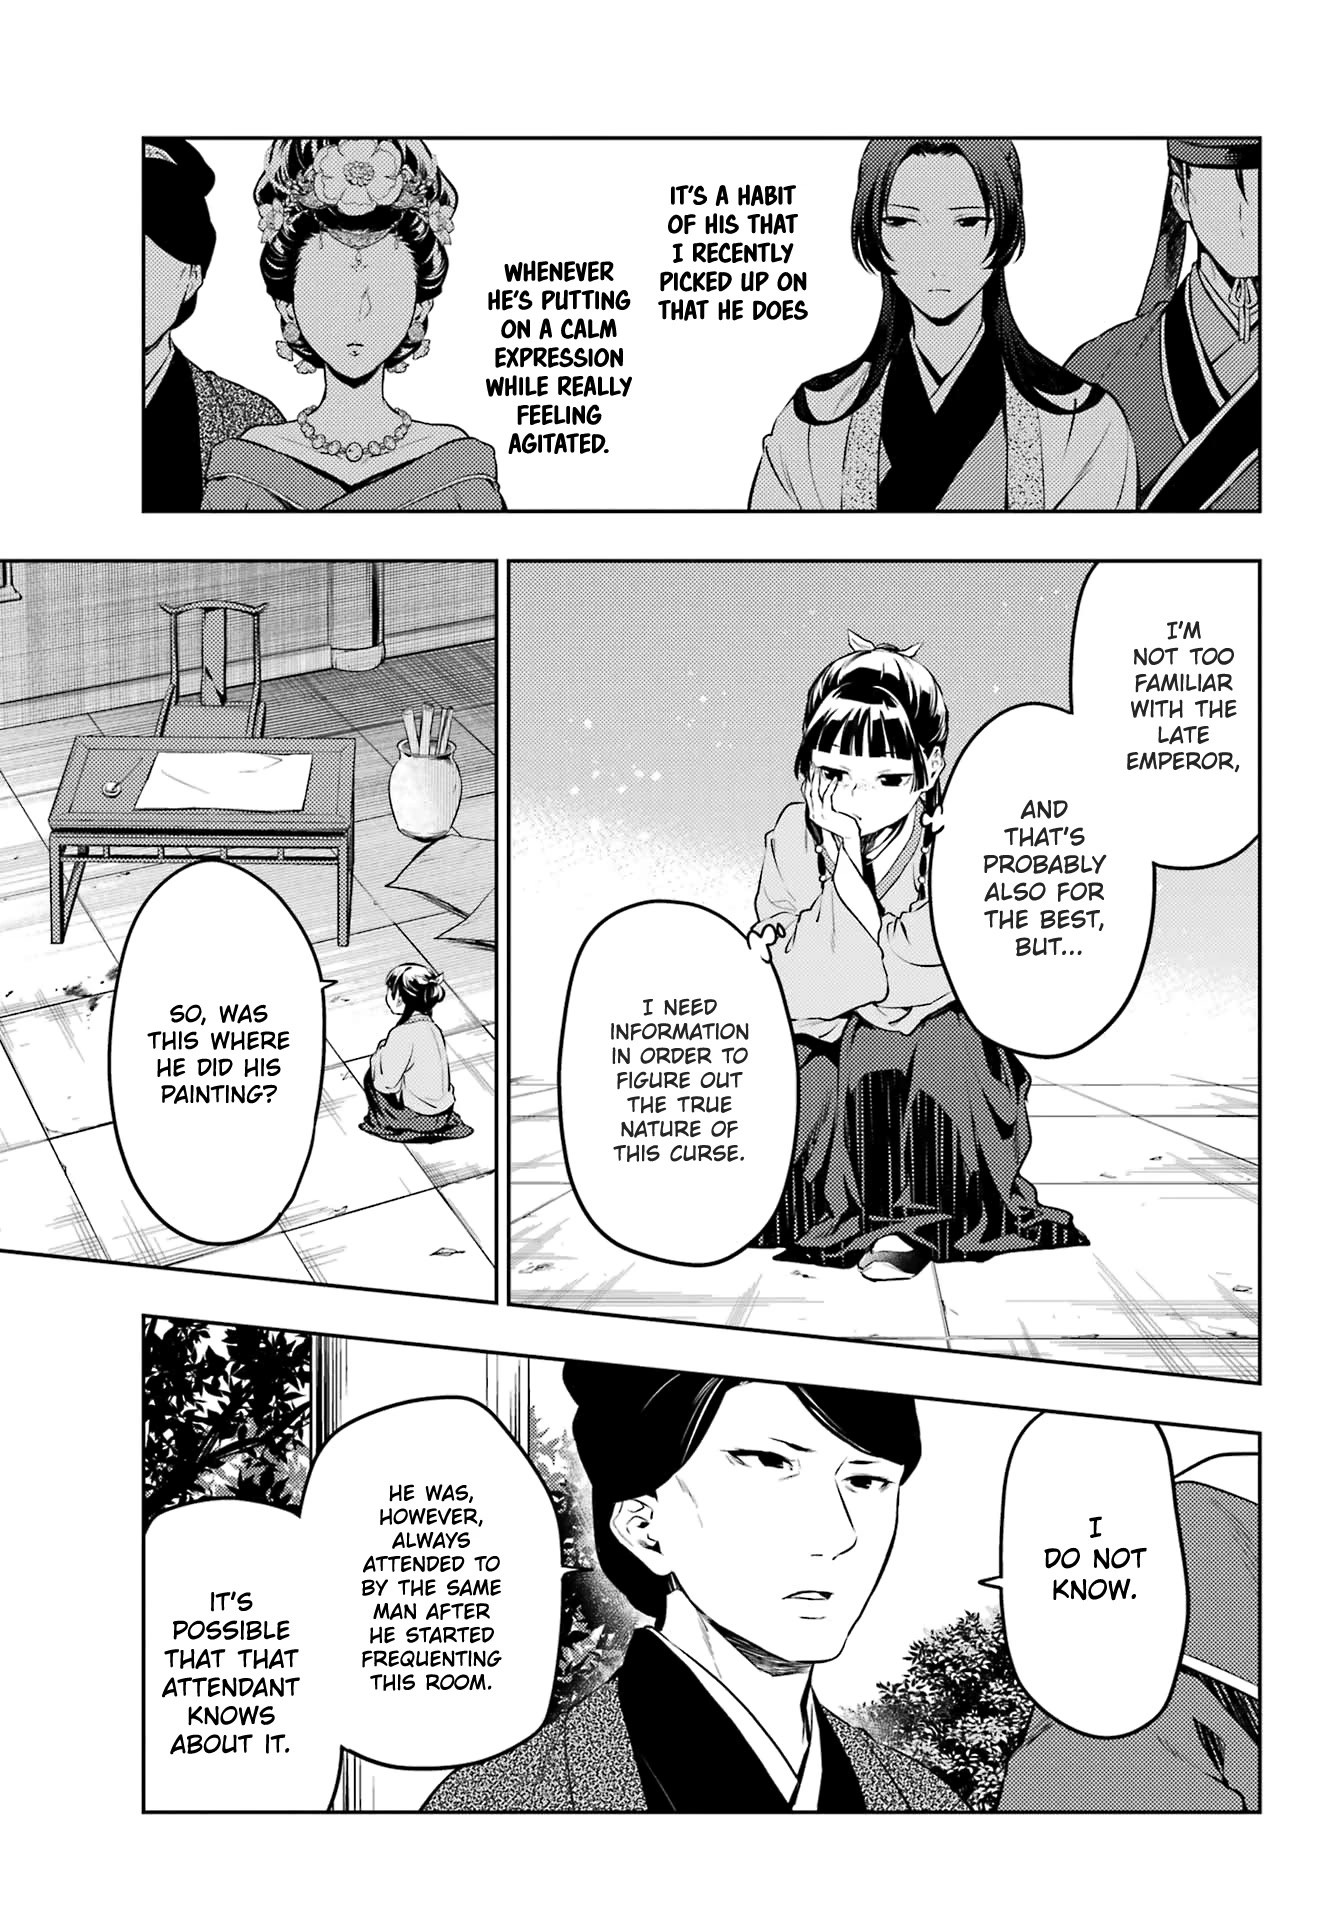 IT'S A HABIT
OF HIS THAT
I RECENTLY
PICKED UP ON
THAT HE DOES
WHENEVER
HE'S PUTTING
ON A CALM
EXPRESSION
WHILE REALLY
FEELING
AGITATED.
I'M
NOT TOO
FAMILIAR
WITH THE
LATE
EMPEROR,
AND
THAT'S
PROBABLY
ALSO FOR
THE BEST,
BUT...
I NEED
INFORMATION
IN ORDER TO
FIGURE OUT
THE TRUE
NATURE OF
THIS CURSE.
SO, WAS
THIS WHERE
HE DID HIS
PAINTING?
I
DO NOT
KNOW.
HE WAS,
HOWEVER,
ALWAYS
ATTENDED TO
BY THE SAME
MAN AFTER
HE STARTED
FREQUENTING
THIS ROOM.
IT'S
POSSIBLE
THAT THAT
ATTENDANT
KNOWS
ABOUT IT.